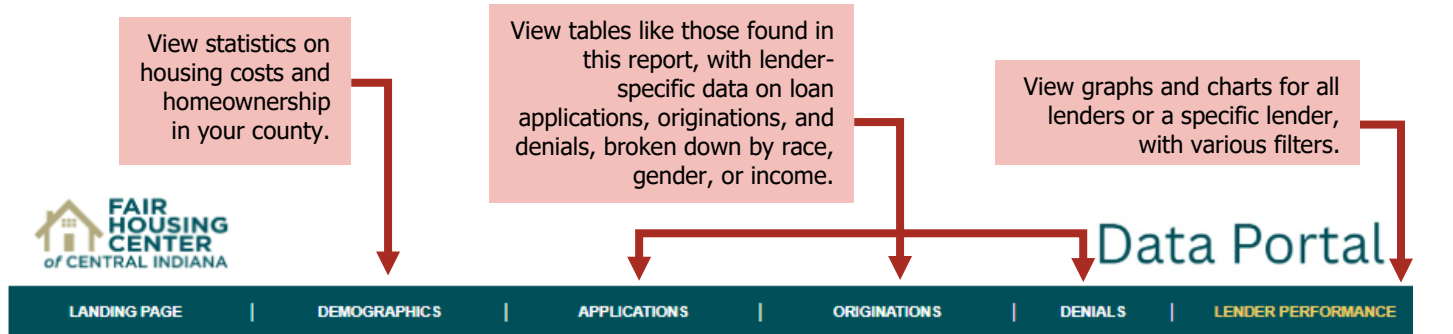 View statistics on
housing costs and
homeownership
in your county.
View tables like those found in
this report, with lender-
specific data on loan
applications, originations, and
denials, broken down by race,
gender, or income.
View graphs and charts for all
lenders or a specific lender,
with various filters.
FAIR
HOUSING
CENTER
of CENTRAL INDIANA
Data Portal
LANDING PAGE | DEMOGRAPHICS | APPLICATIONS | ORIGINATIONS | DENIALS | LENDER PERFORMANCE